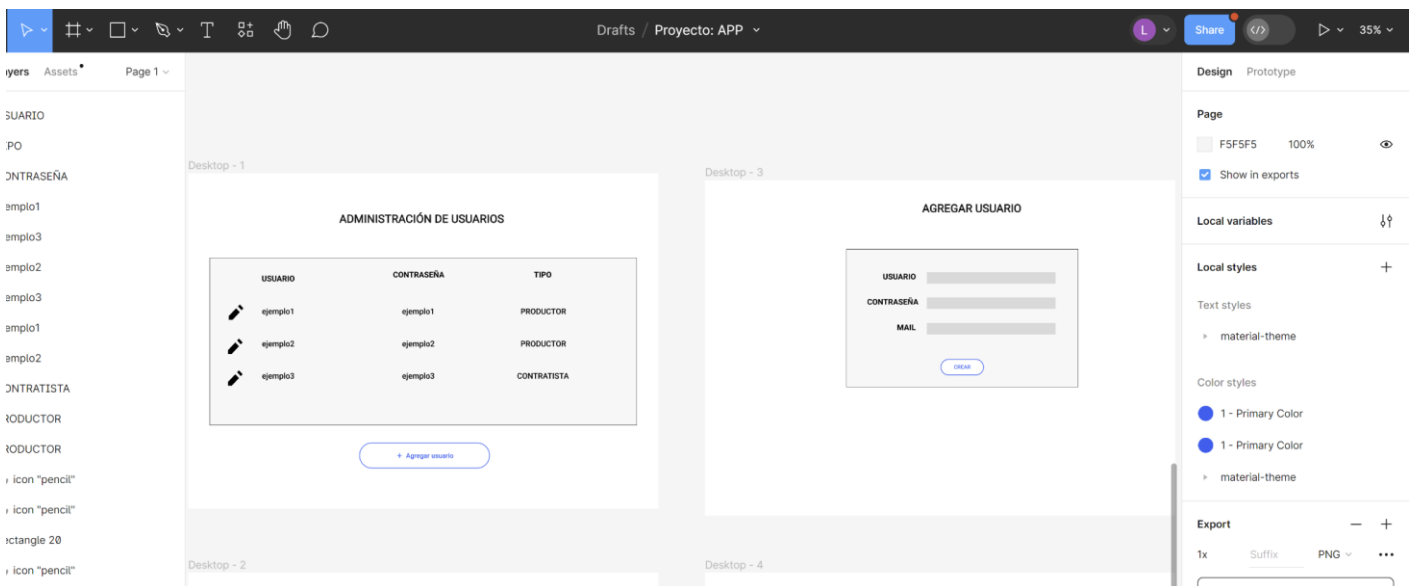 Drafts / Proyecto: APP
L
Share
35%
yers Assets Page 1
SUARIO
PO
ONTRASEÑA
emplo1
emplo3
emplo2
emplo3
emplo1
emplo2
ONTRATISTA
RODUCTOR
RODUCTOR
icon "pencil"
icon "pencil"
ectangle 20
icon "pencil"
Desktop - 1
ADMINISTRACIÓN DE USUARIOS
USUARIO CONTRASEÑA TIPO
ejemplo1 ejemplo1 PRODUCTOR
ejemplo2 ejemplo2 PRODUCTOR
ejemplo3 ejemplo3 CONTRATISTA
+ Agregar usuario
Desktop - 3
AGREGAR USUARIO
USUARIO
CONTRASEÑA
MAIL
CREAR
Desktop - 2
Desktop - 4
Design Prototype
Page
F5F5F5 100%
Show in exports
Local variables
Local styles
Text styles
material-theme
Color styles
1 - Primary Color
1 - Primary Color
material-theme
Export
1x Suffix PNG